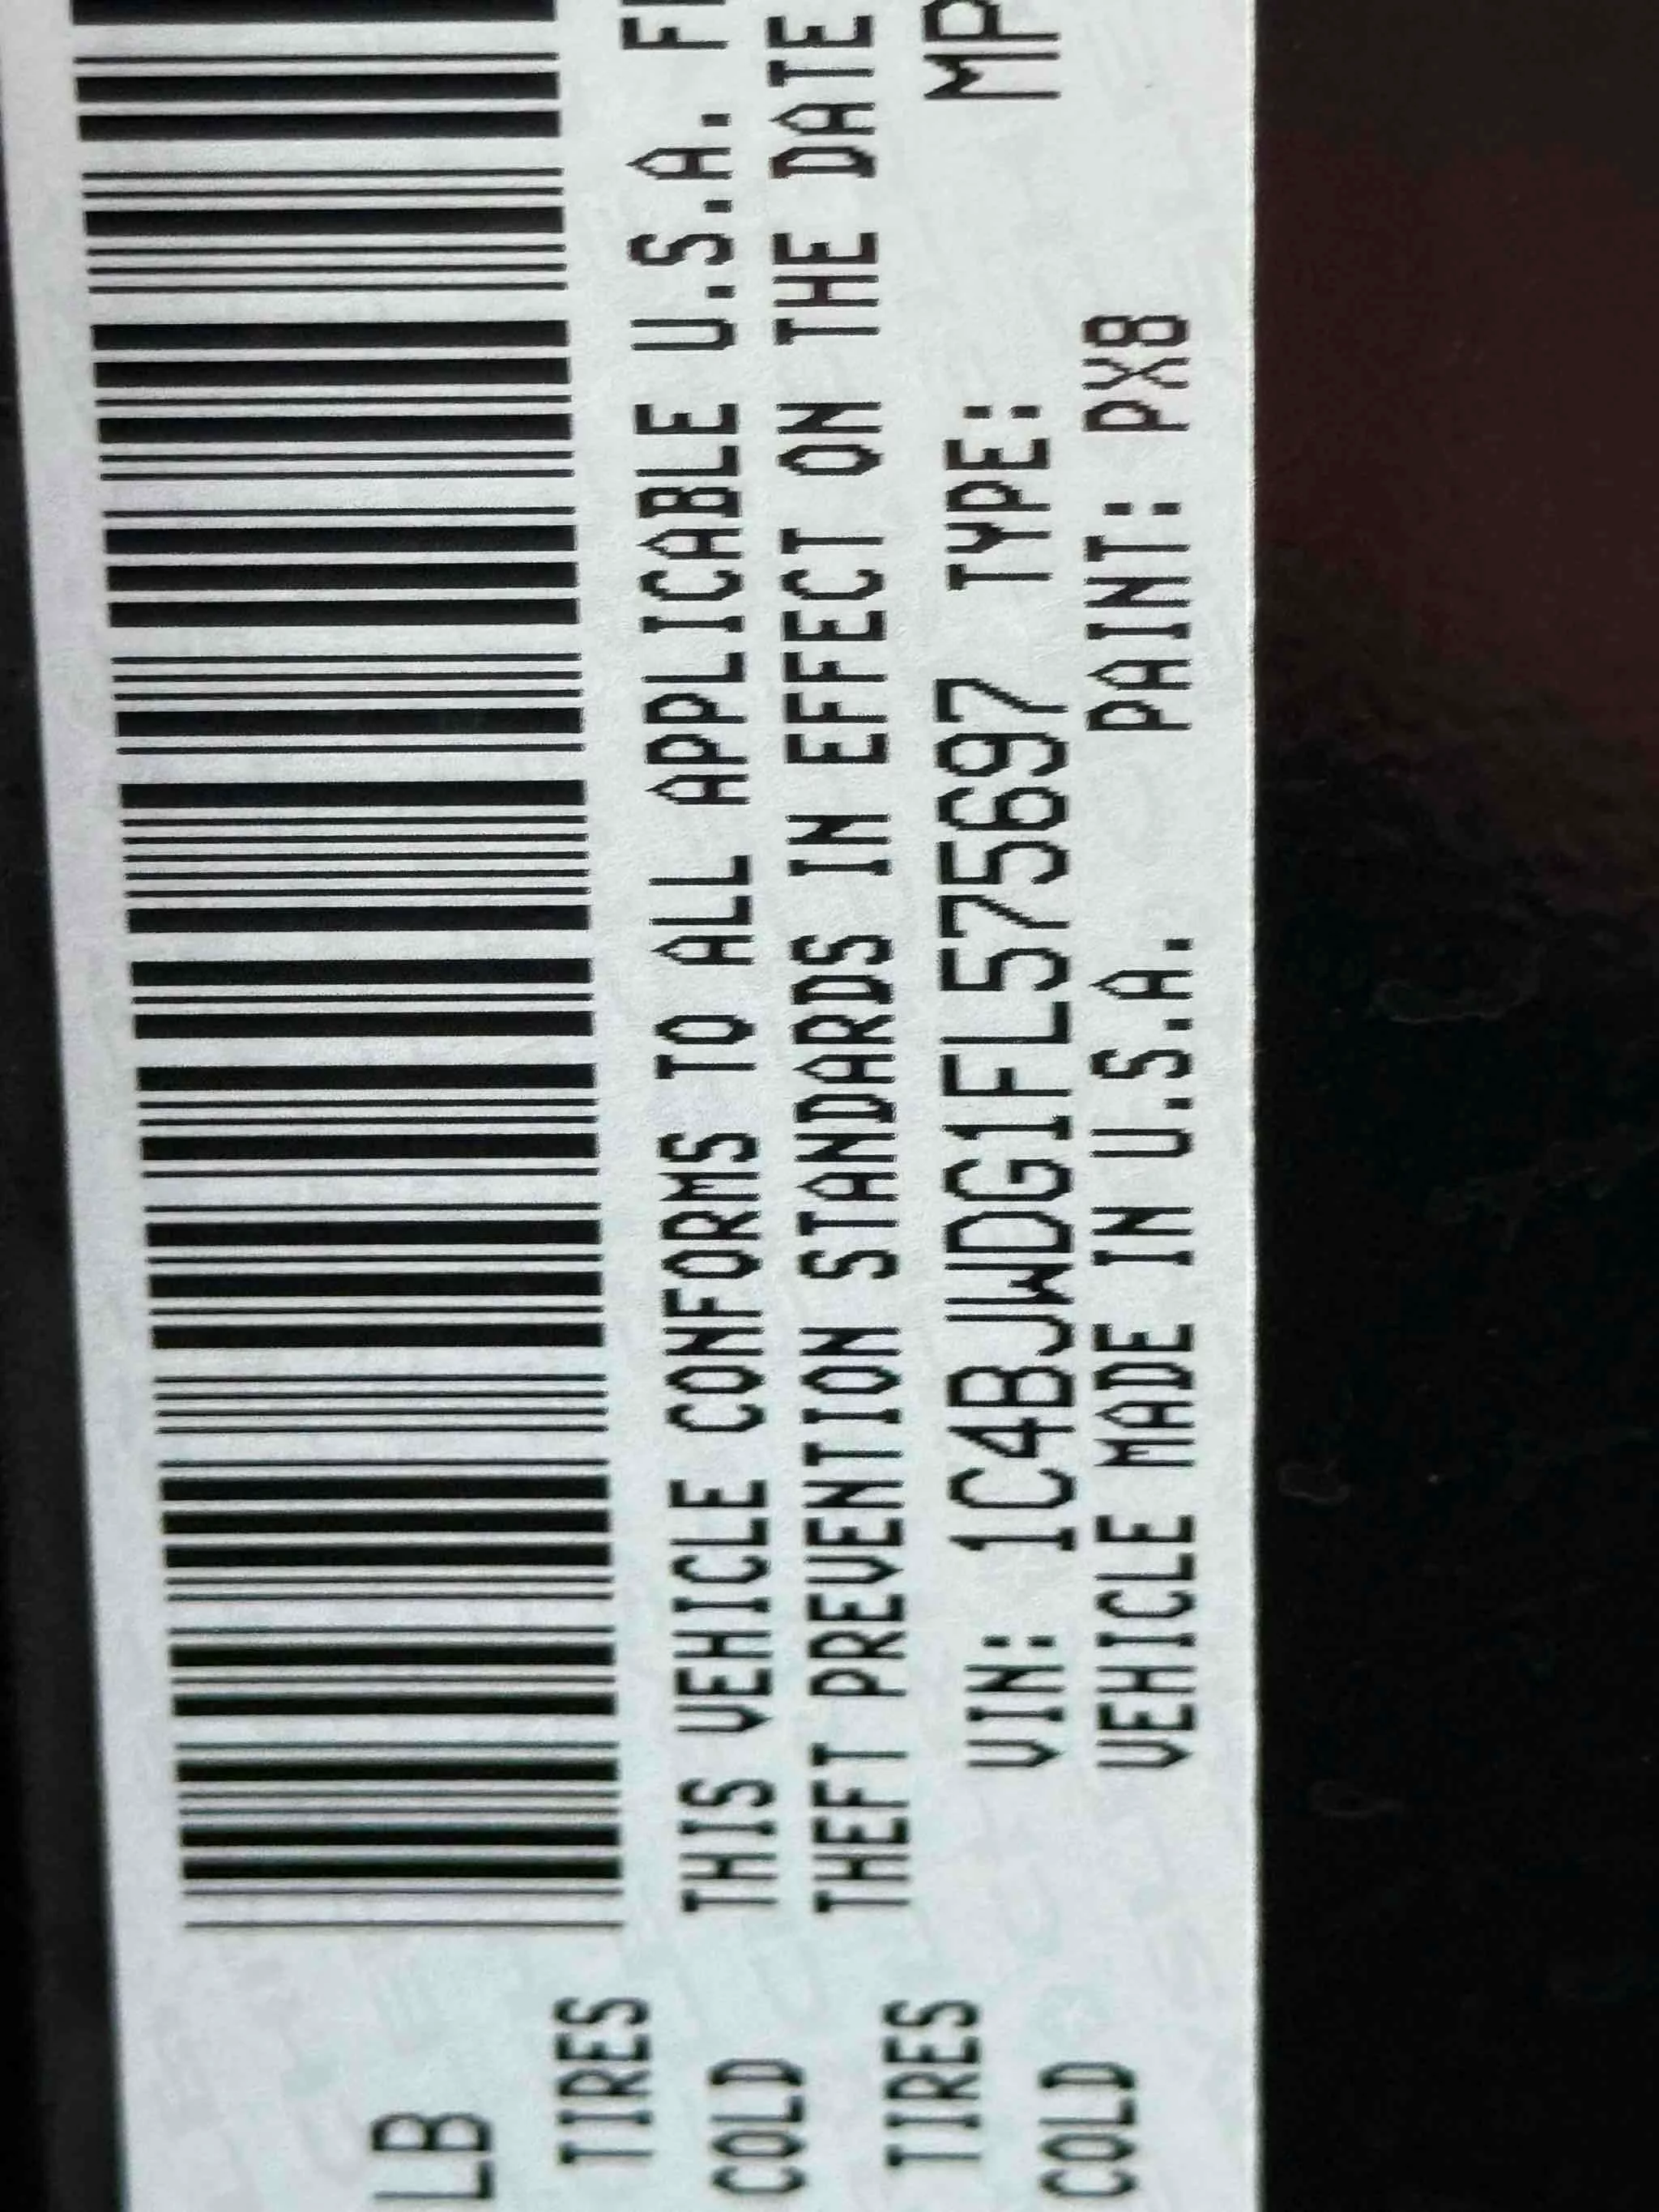 LB
TIRES
COLD
TIRES
COLD
THIS VEHICLE CONFORMS TO ALL APPLICABLE U.S.A.
THEFT PREVENTION STANDARDS IN EFFECT ON THE DATE
VIN: 1C4BJWDG1FL575697 TYPE: MP
VEHICLE MADE IN U.S.A. PAINT: PX8